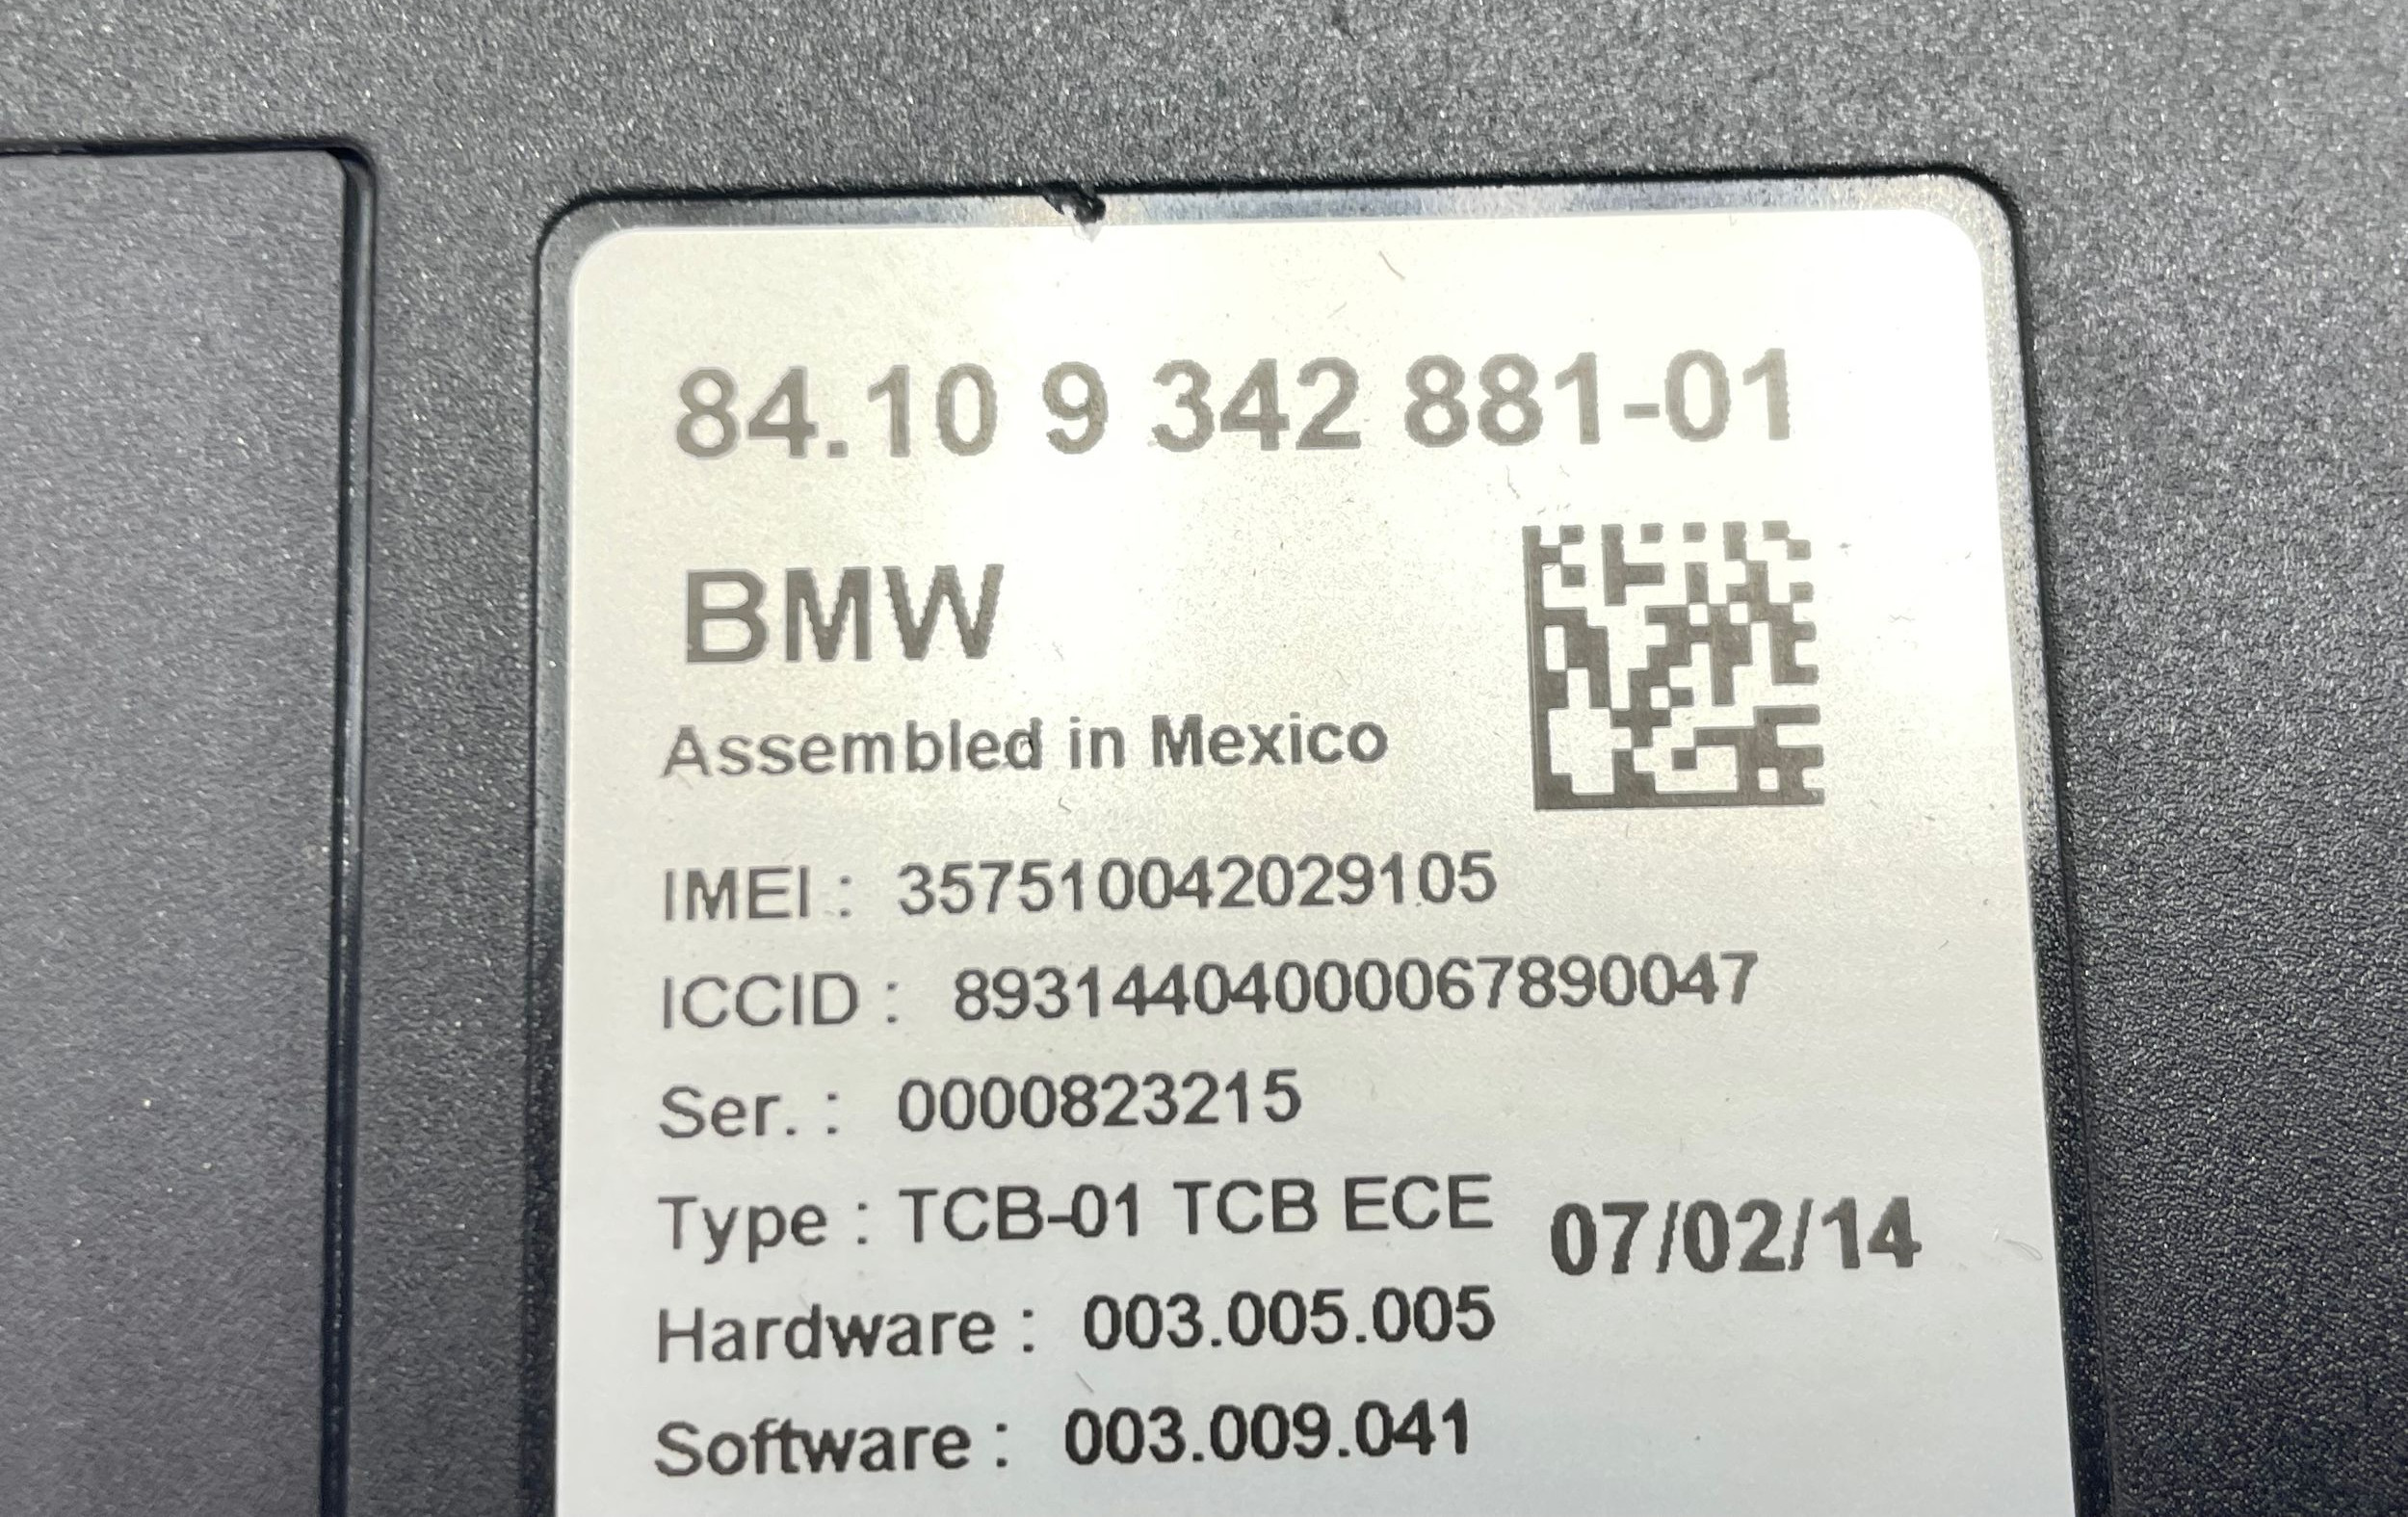 84.10 9 342 881-01
BMW
Assembled in Mexico
IMEI : 357510042029105
ICCID : 89314404000067890047
Ser. : 0000823215
Type : TCB-01 TCB ECE
07/02/14
Hardware : 003.005.005
Software : 003.009.041